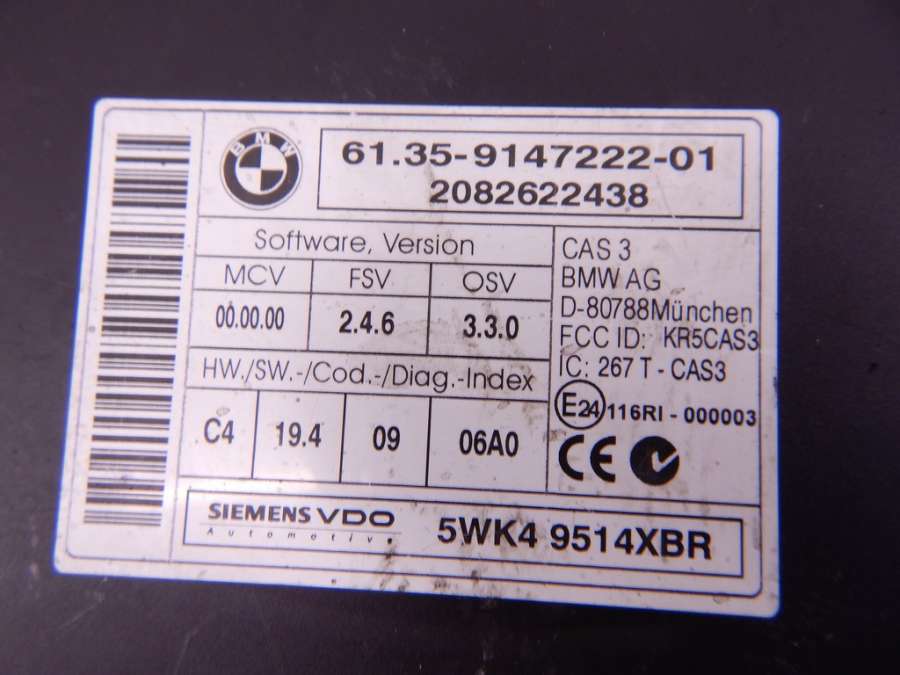 BMW
61.35-9147222-01
2082622438
Software, Version
MCV FSV OSV
00.00.00 2.4.6 3.3.0
HW./SW.-/Cod.-/Diag.-Index
C4 19.4 09 06A0
CAS 3
BMW AG
D-80788München
FCC ID: KR5CAS3
IC: 267 T - CAS3
E24 116RI - 000003
CE
SIEMENS VDO
Automotive
5WK4 9514XBR